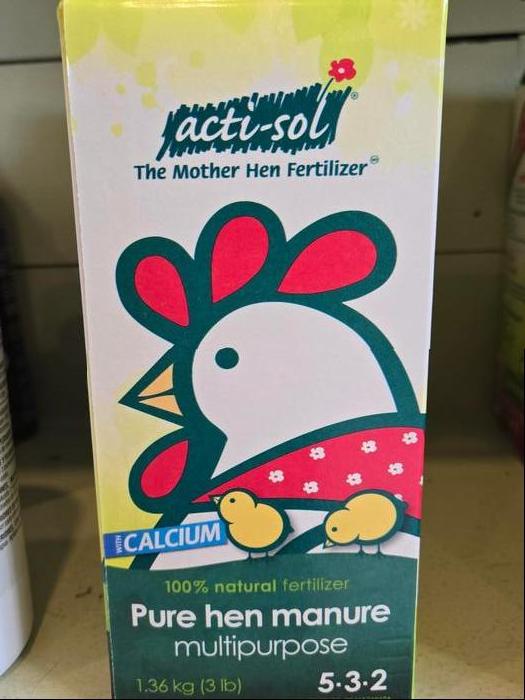 acti-sol®
The Mother Hen Fertilizer
WITH CALCIUM
100% natural fertilizer
Pure hen manure
multipurpose
1.36 kg (3 lb)
5-3-2